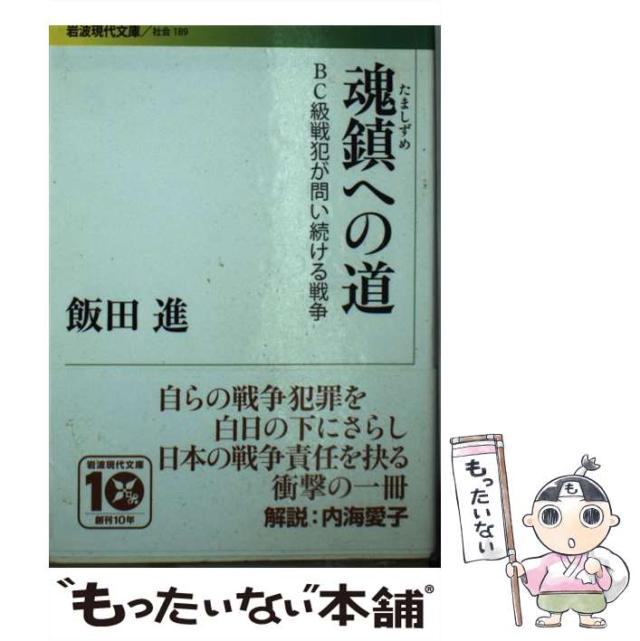 岩波現代文庫／社会 189
魂鎮への道
たましずめ
BC級戦犯が問い続ける戦争
飯田 進
自らの戦争犯罪を
白日の下にさらし
日本の戦争責任を抉る
衝撃の一冊
解説：内海愛子
岩波現代文庫
10
創刊10年
もったいない
も
“もったいない本舗®